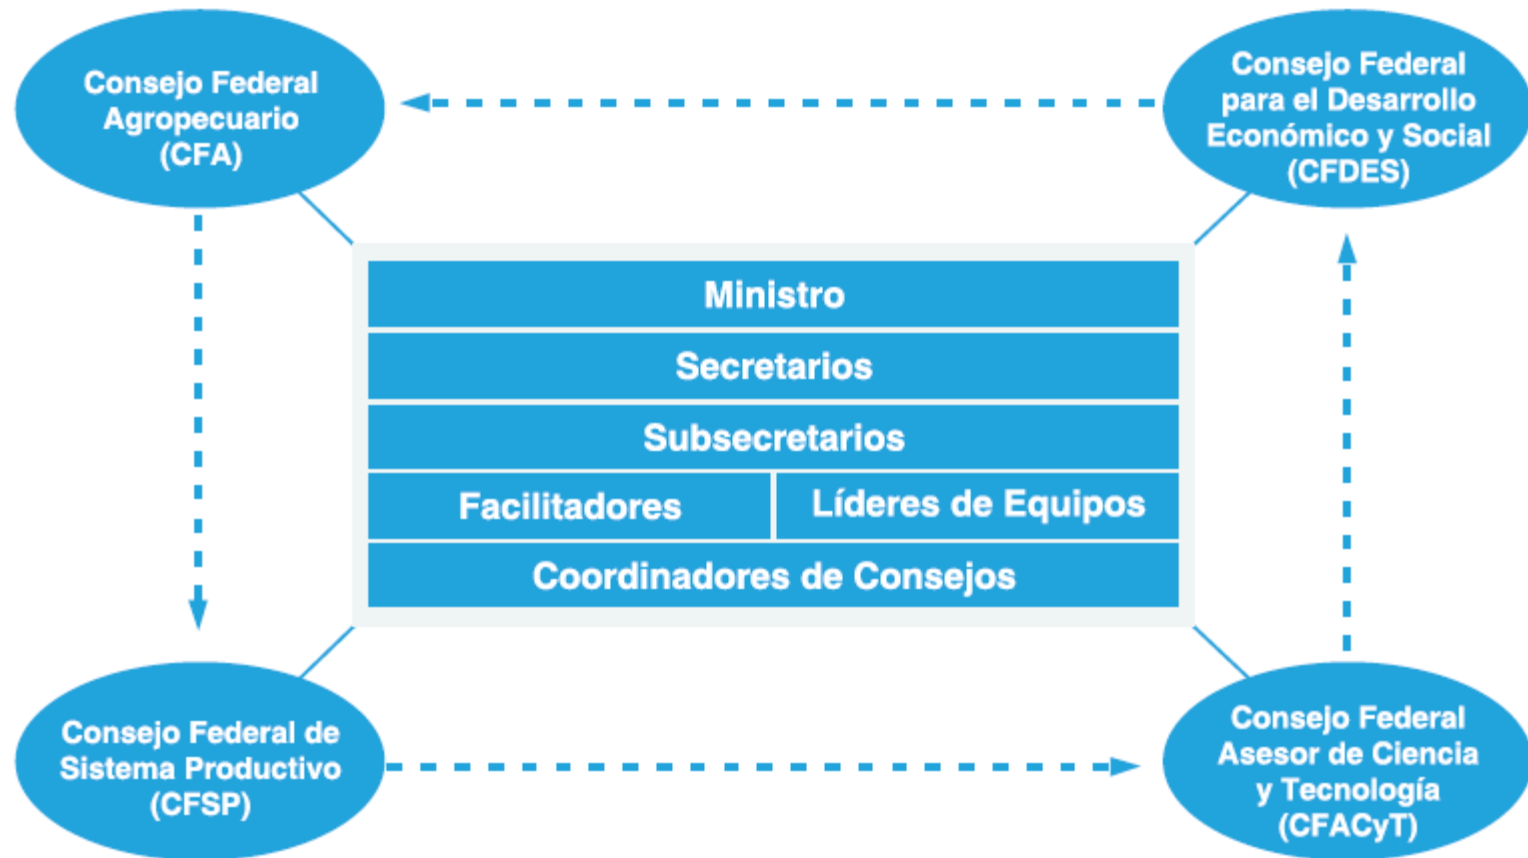 Consejo Federal
Agropecuario
(CFA)
Consejo Federal
para el Desarrollo
Económico y Social
(CFDES)
Ministro
Secretarios
Subsecretarios
Facilitadores
Líderes de Equipos
Coordinadores de Consejos
Consejo Federal de
Sistema Productivo
(CFSP)
Consejo Federal
Asesor de Ciencia
y Tecnología
(CFACyT)